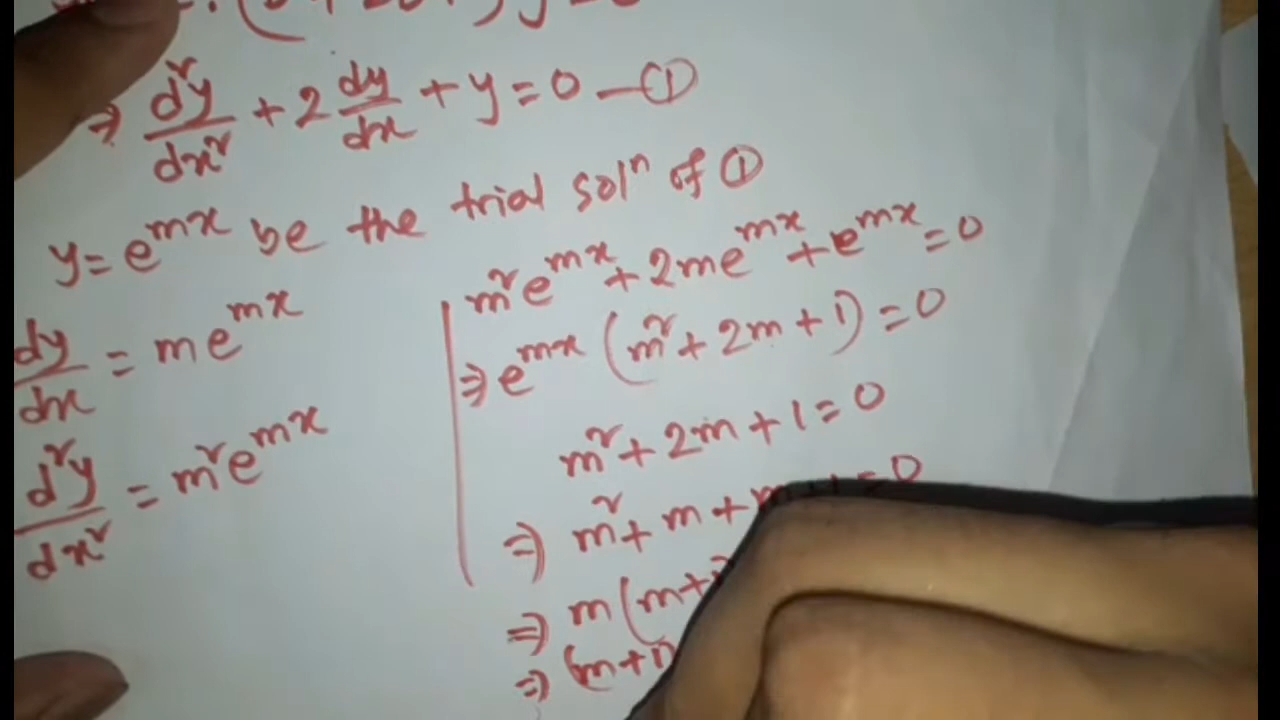 ⇒ d²y/dx² + 2 dy/dx + y = 0 — ①
y = e^{mx} be the trial solⁿ of ①
dy/dx = me^{mx}
d²y/dx² = m²e^{mx}
m²e^{mx} + 2me^{mx} + e^{mx} = 0
⇒ e^{mx} (m² + 2m + 1) = 0
m² + 2m + 1 = 0
⇒ m² + m + = 0
⇒ m(m+
⇒ (m+1)